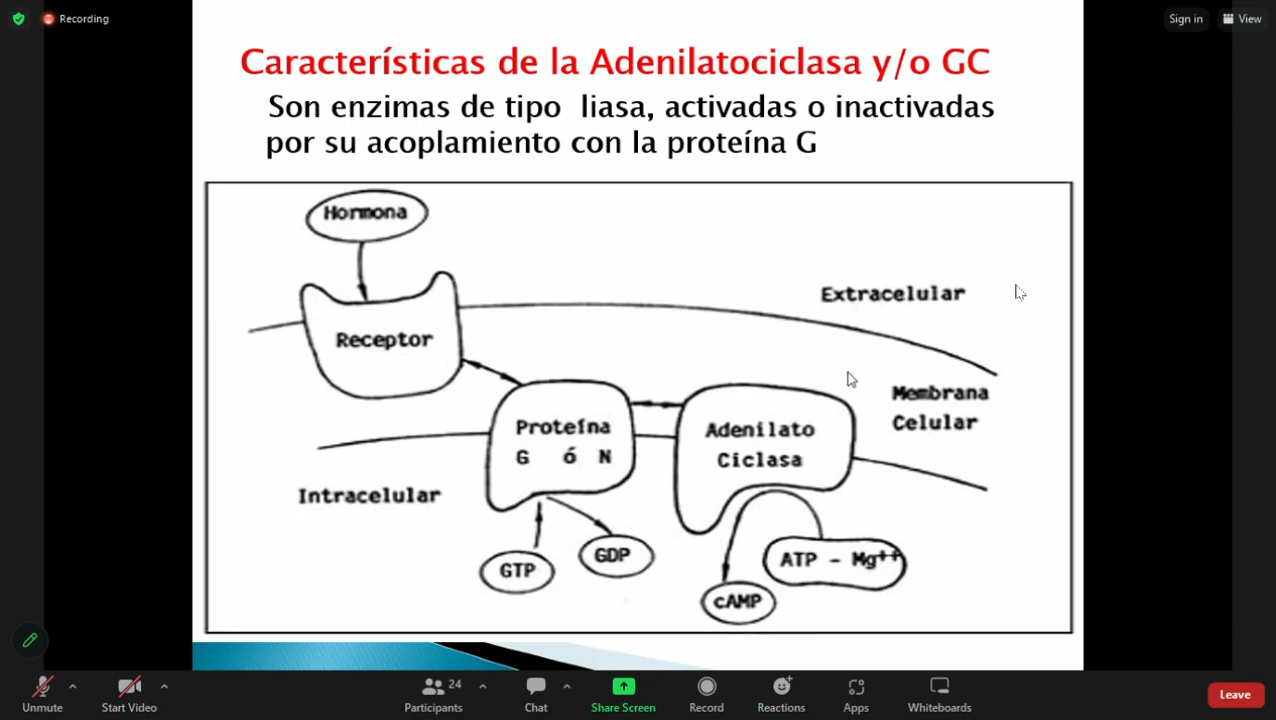 Recording
Sign in
View
Características de la Adenilatociclasa y/o GC
Son enzimas de tipo liasa, activadas o inactivadas
por su acoplamiento con la proteína G
Hormona
Extracelular
Receptor
Membrana
Celular
Proteína
G ó N
Adenilato
Ciclasa
Intracelular
GTP
GDP
ATP - Mg++
cAMP
Unmute
Start Video
24
Participants
Chat
Share Screen
Record
Reactions
Apps
Whiteboards
Leave